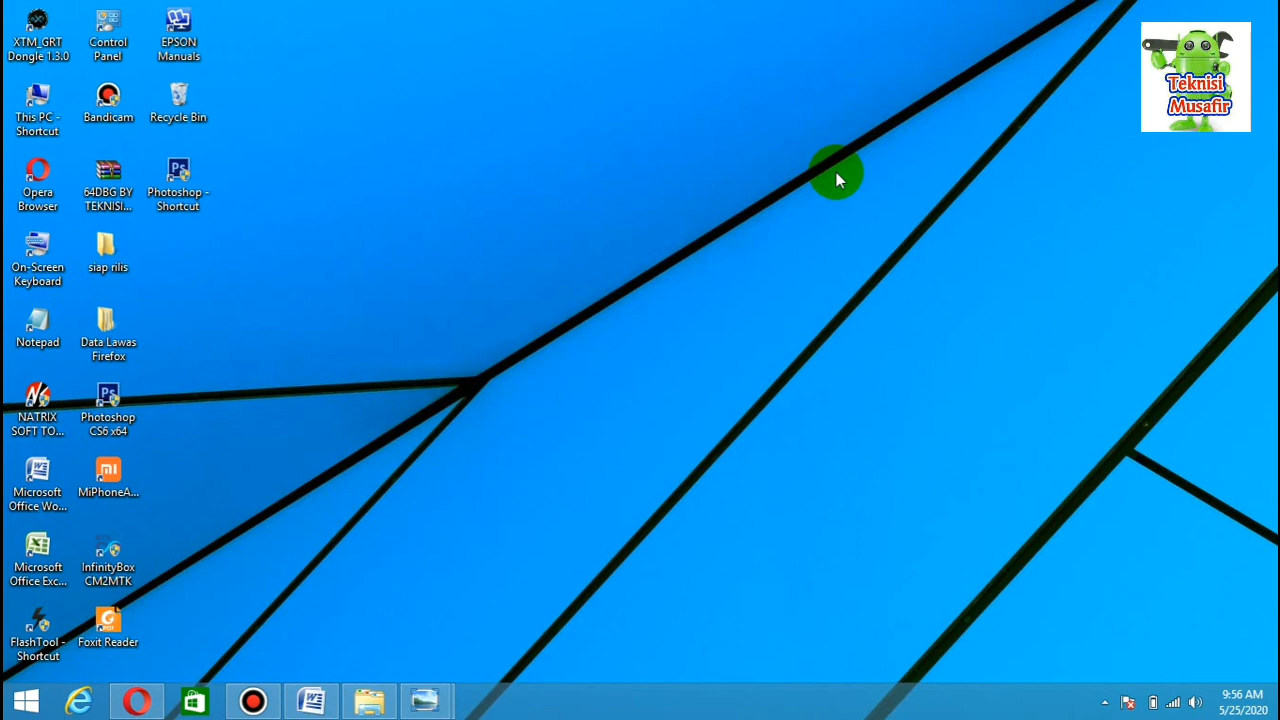 XTM_GRT
Dongle 1.3.0
Control
Panel
EPSON
Manuals
This PC -
Shortcut
Bandicam
Recycle Bin
Opera
Browser
64DBG BY
TEKNISI...
Photoshop -
Shortcut
On-Screen
Keyboard
siap rilis
Notepad
Data Lawas
Firefox
NATRIX
SOFT TO...
Photoshop
CS6 x64
Microsoft
Office Wo...
MiPhoneA...
Microsoft
Office Exc...
InfinityBox
CM2MTK
FlashTool -
Shortcut
Foxit Reader
Teknisi
Musafir
9:56 AM
5/25/2020